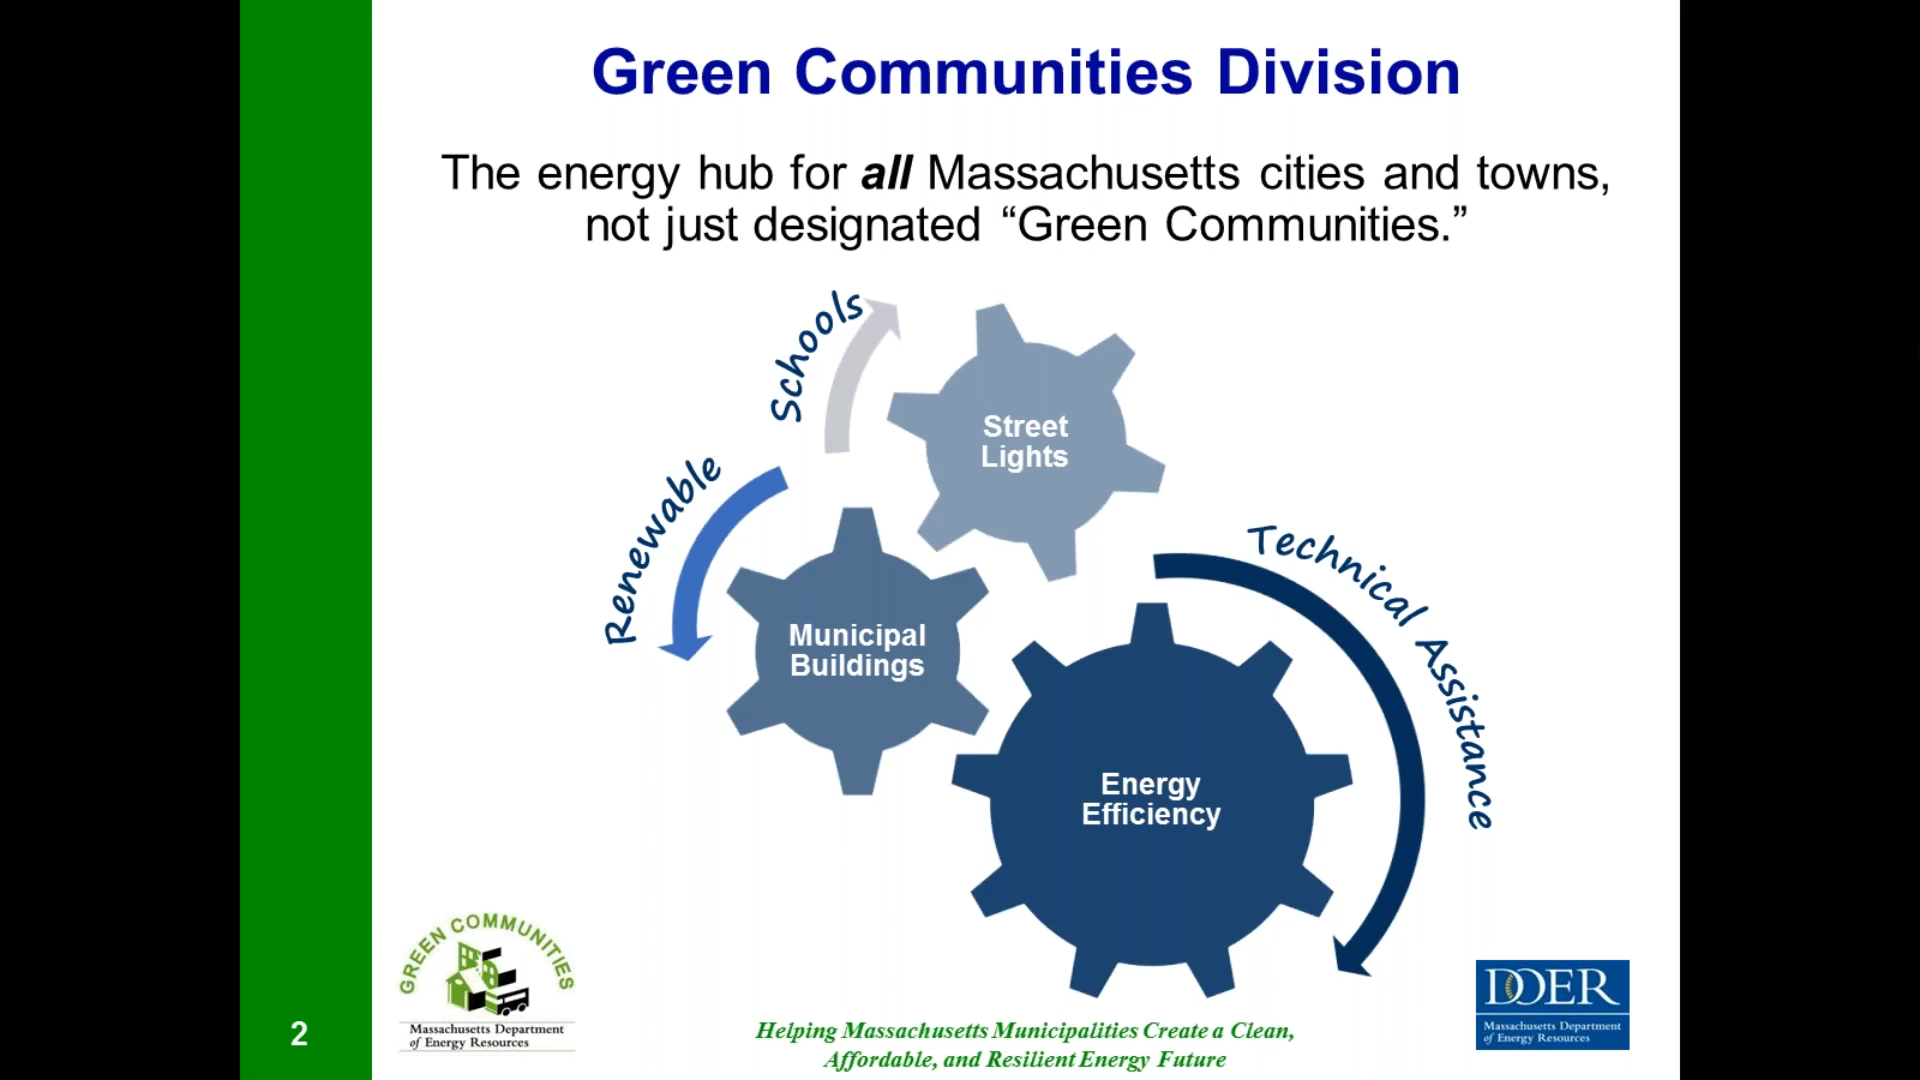 Green Communities Division
The energy hub for all Massachusetts cities and towns,
not just designated “Green Communities.”
Schools
Street
Lights
Renewable
Technical Assistance
Municipal
Buildings
Energy
Efficiency
GREEN COMMUNITIES
Massachusetts Department
of Energy Resources
DOER
Massachusetts Department
of Energy Resources
2
Helping Massachusetts Municipalities Create a Clean,
Affordable, and Resilient Energy Future